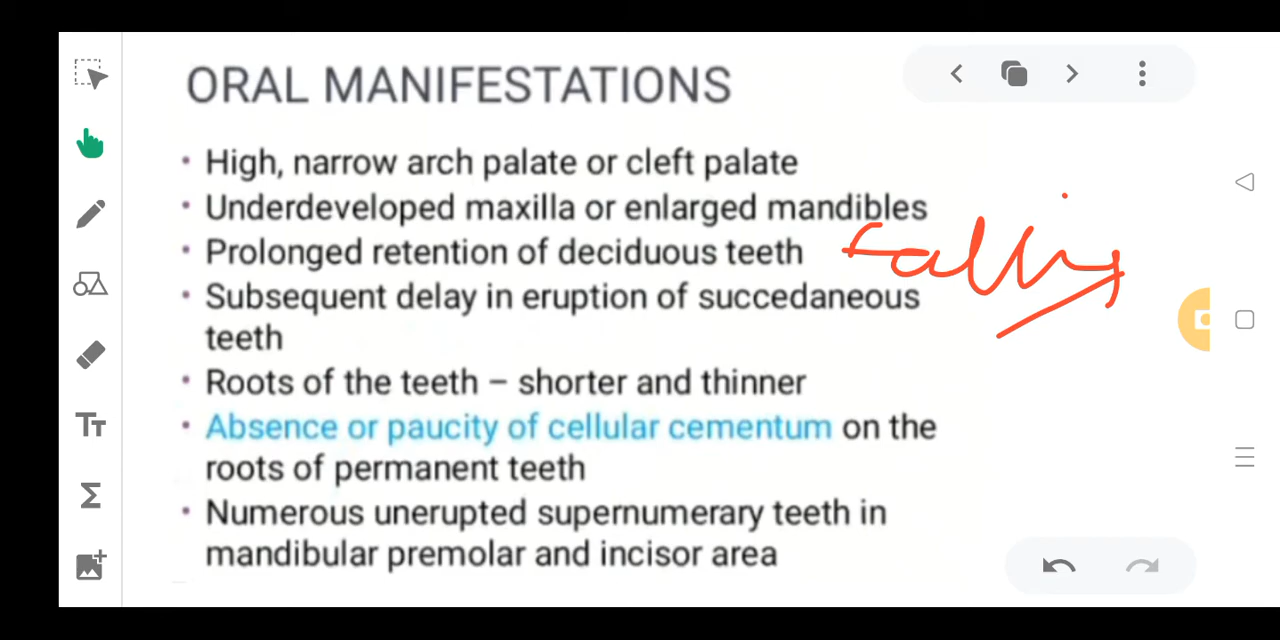 ORAL MANIFESTATIONS
• High, narrow arch palate or cleft palate
• Underdeveloped maxilla or enlarged mandibles
• Prolonged retention of deciduous teeth
falling
• Subsequent delay in eruption of succedaneous
teeth
• Roots of the teeth – shorter and thinner
• Absence or paucity of cellular cementum on the
roots of permanent teeth
• Numerous unerupted supernumerary teeth in
mandibular premolar and incisor area
TT